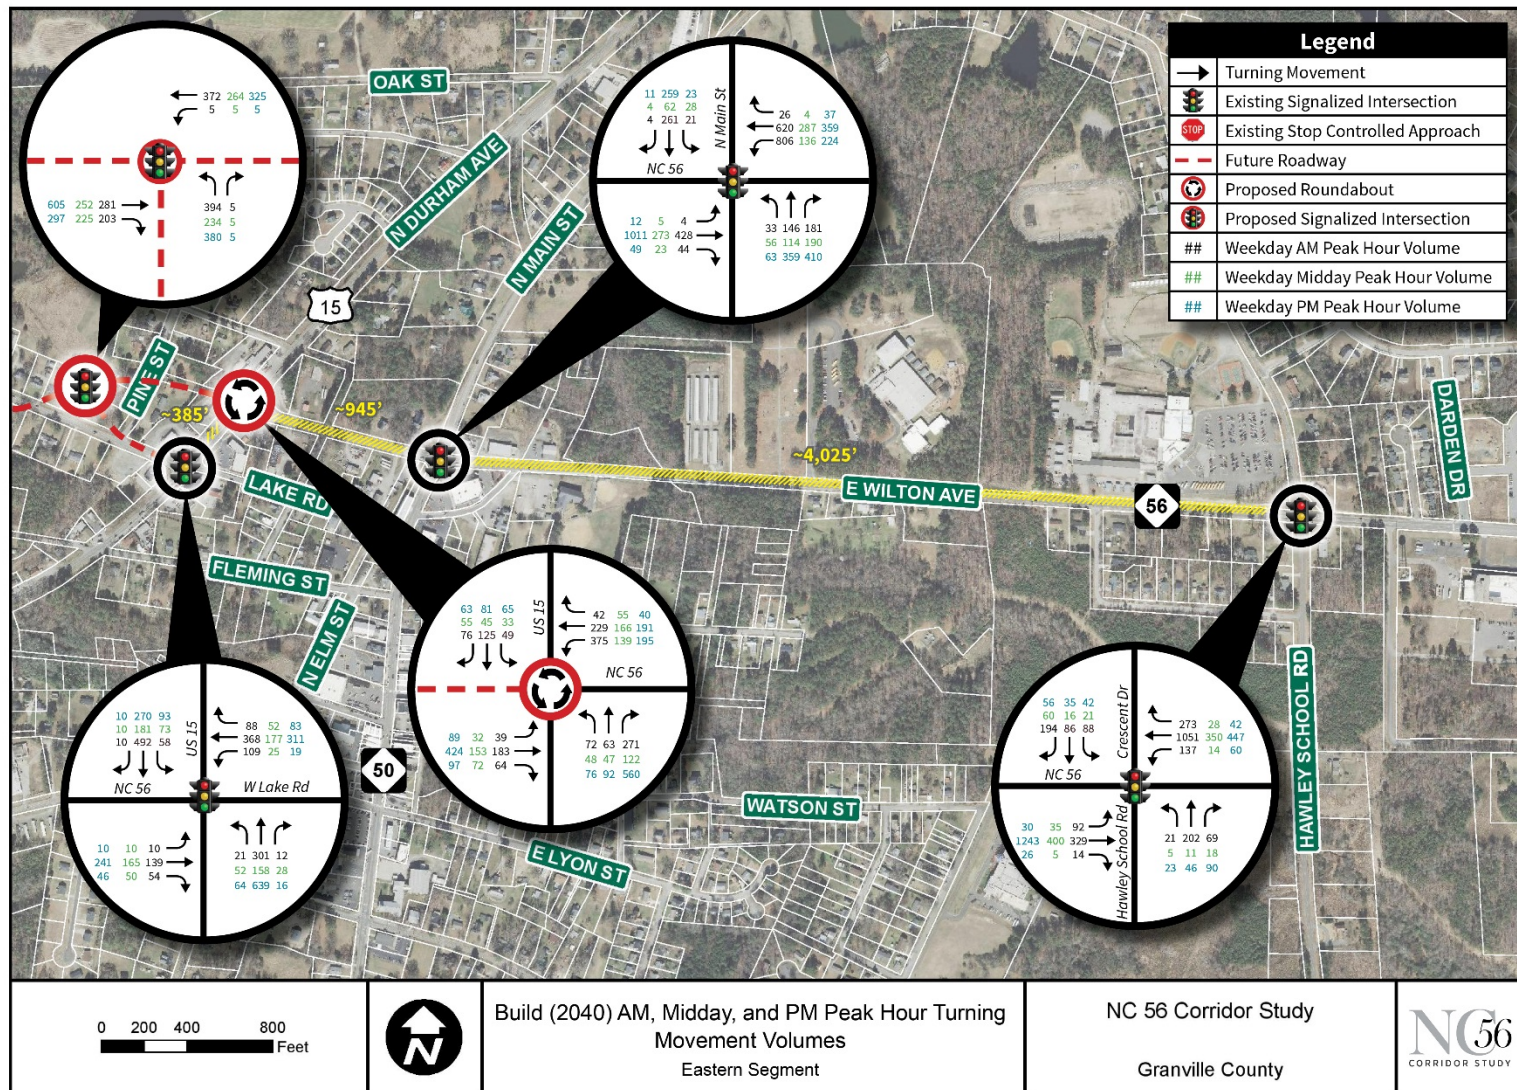 Legend
Turning Movement
Existing Signalized Intersection
STOP Existing Stop Controlled Approach
Future Roadway
Proposed Roundabout
Proposed Signalized Intersection
## Weekday AM Peak Hour Volume
## Weekday Midday Peak Hour Volume
## Weekday PM Peak Hour Volume
372 264 325
5 5 5
605 252 281
297 225 203
394 5
234 5
380 5
11 259 23
4 62 28
4 261 21
N Main St
NC 56
26 4 37
620 287 359
806 136 224
12 5 4
1011 273 428
49 23 44
33 146 181
56 114 190
63 359 410
OAK ST
N DURHAM AVE
N MAIN ST
15
PINE ST
~385'
~945'
~4,025'
LAKE RD
E WILTON AVE
56
DARDEN DR
FLEMING ST
N ELM ST
HAWLEY SCHOOL RD
50
WATSON ST
E LYON ST
10 270 93
10 181 73
10 492 58
US 15
NC 56
88 52 83
368 177 311
109 25 19
W Lake Rd
10 10 10
241 165 139
46 50 54
21 301 12
52 158 28
64 639 16
63 81 65
55 45 33
76 125 49
US 15
42 55 40
229 166 191
375 139 195
NC 56
89 32 39
424 153 183
97 72 64
72 63 271
48 47 122
76 92 560
56 35 42
60 16 21
194 86 88
Crescent Dr
NC 56
273 28 42
1051 350 447
137 14 60
30 35 92
1243 400 329
26 5 14
Hawley School Rd
21 202 69
5 11 18
23 46 90
0 200 400 800
Feet
N
Build (2040) AM, Midday, and PM Peak Hour Turning
Movement Volumes
Eastern Segment
NC 56 Corridor Study
Granville County
NC 56
CORRIDOR STUDY